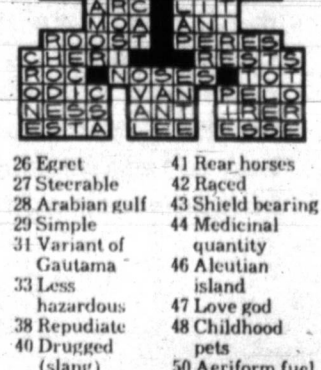 ARC LIT
MOA ANI
ROOST PERES
CHERI RESTS
ROC NOSES TOT
ODIC VAN PELO
NESS ANT IRER
ESTA LEE ESSE
26 Egret
27 Steerable
28 Arabian gulf
29 Simple
31 Variant of
Gautama
33 Less
hazardous
38 Repudiate
40 Drugged
(slang)
41 Rear horses
42 Raced
43 Shield bearing
44 Medicinal
quantity
46 Aleutian
island
47 Love god
48 Childhood
pets
50 Aeriform fuel